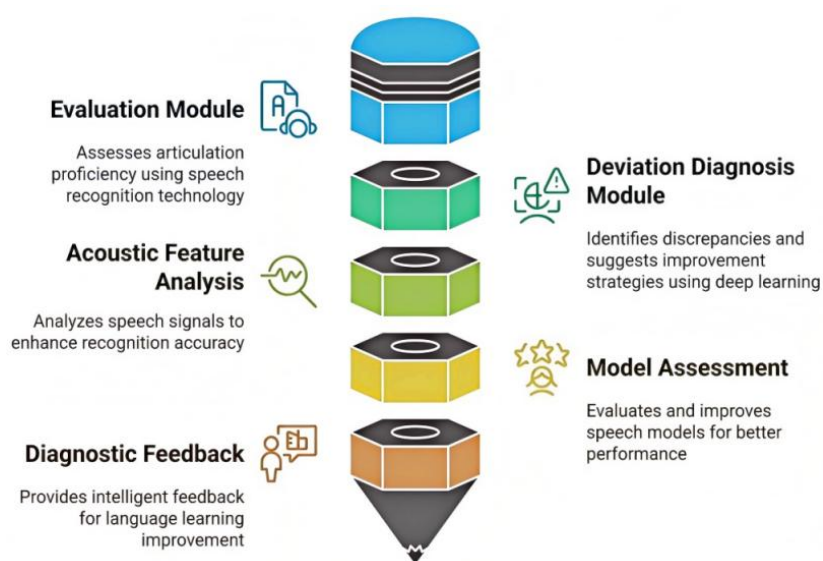 Evaluation Module
Assesses articulation
proficiency using speech
recognition technology
Deviation Diagnosis
Module
Identifies discrepancies and
suggests improvement
strategies using deep learning
Acoustic Feature
Analysis
Analyzes speech signals to
enhance recognition accuracy
Model Assessment
Evaluates and improves
speech models for better
performance
Diagnostic Feedback
Provides intelligent feedback
for language learning
improvement